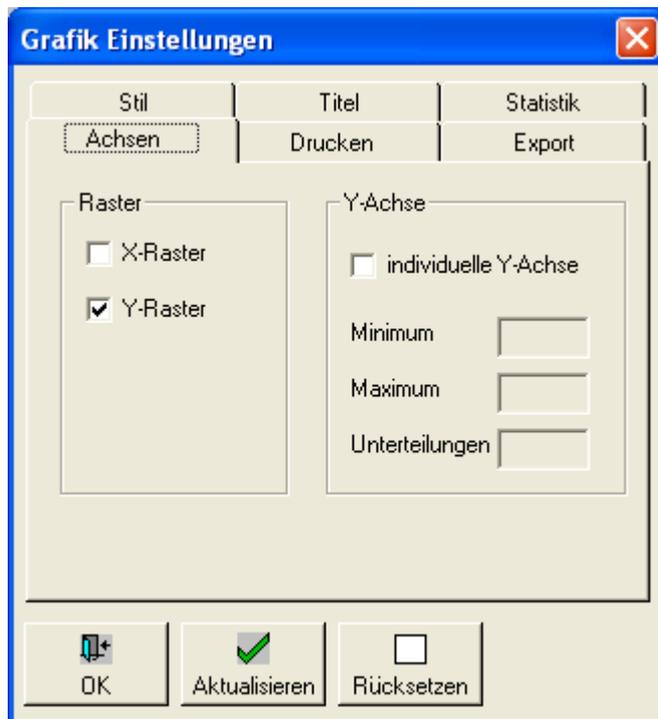 Grafik Einstellungen
Stil Titel Statistik
Achsen Drucken Export
Raster
X-Raster
Y-Raster
Y-Achse
individuelle Y-Achse
Minimum
Maximum
Unterteilungen
OK Aktualisieren Rücksetzen